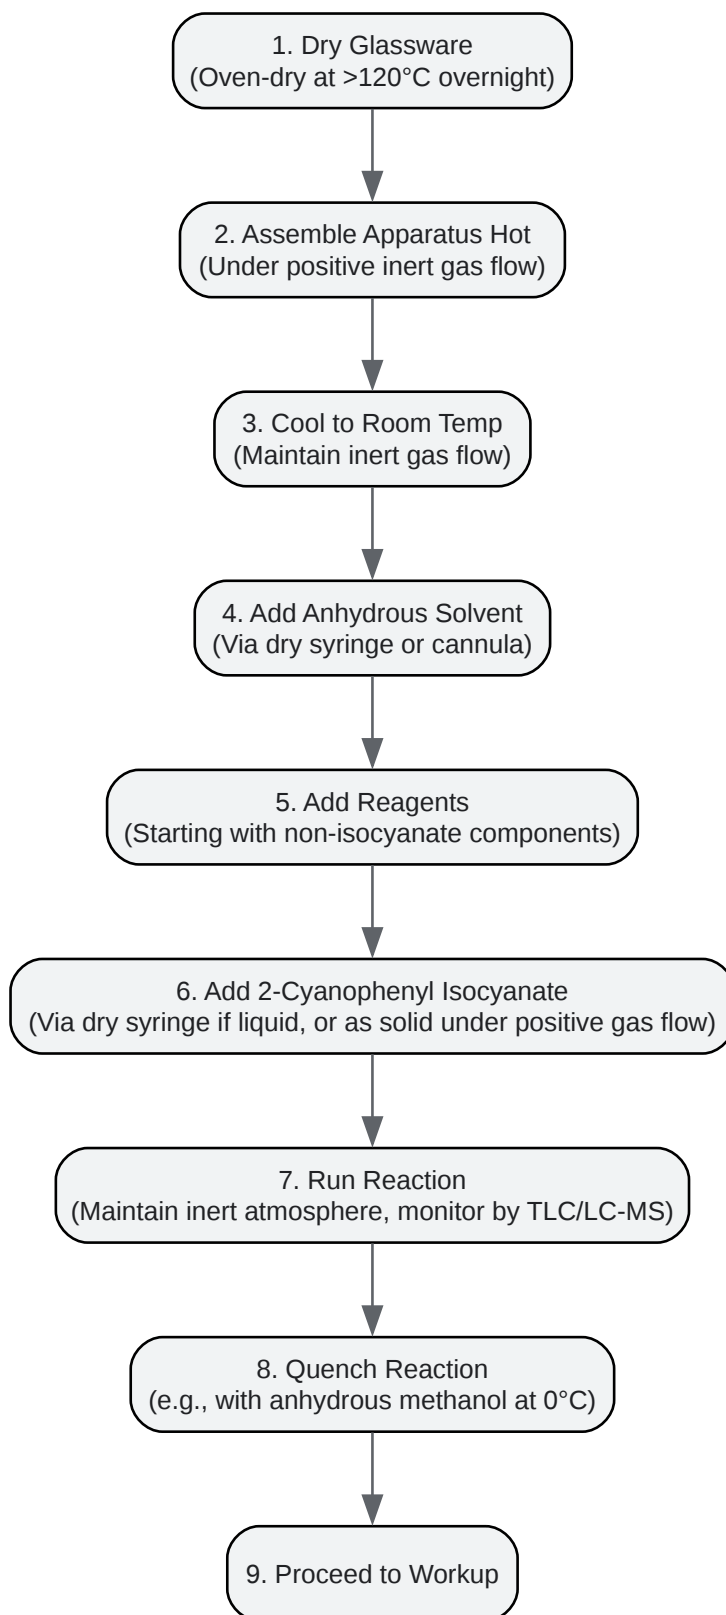 1. Dry Glassware
(Oven-dry at >120°C overnight)
2. Assemble Apparatus Hot
(Under positive inert gas flow)
3. Cool to Room Temp
(Maintain inert gas flow)
4. Add Anhydrous Solvent
(Via dry syringe or cannula)
5. Add Reagents
(Starting with non-isocyanate components)
6. Add 2-Cyanophenyl Isocyanate
(Via dry syringe if liquid, or as solid under positive gas flow)
7. Run Reaction
(Maintain inert atmosphere, monitor by TLC/LC-MS)
8. Quench Reaction
(e.g., with anhydrous methanol at 0°C)
9. Proceed to Workup